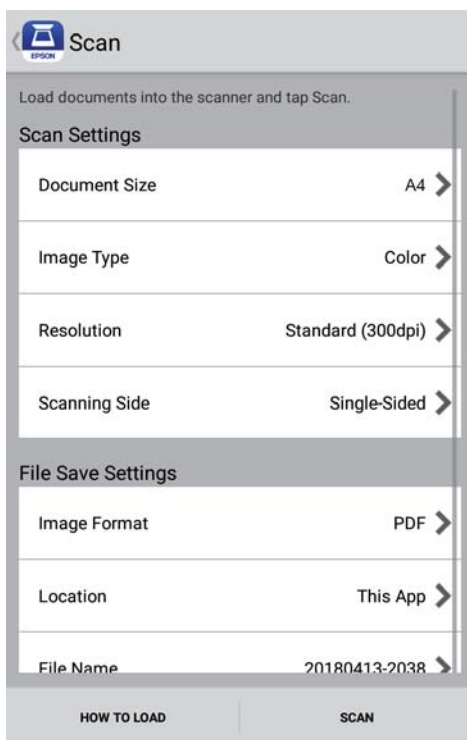 EPSON
Scan
Load documents into the scanner and tap Scan.
Scan Settings
Document Size A4
Image Type Color
Resolution Standard (300dpi)
Scanning Side Single-Sided
File Save Settings
Image Format PDF
Location This App
File Name 20180413-2038
HOW TO LOAD SCAN